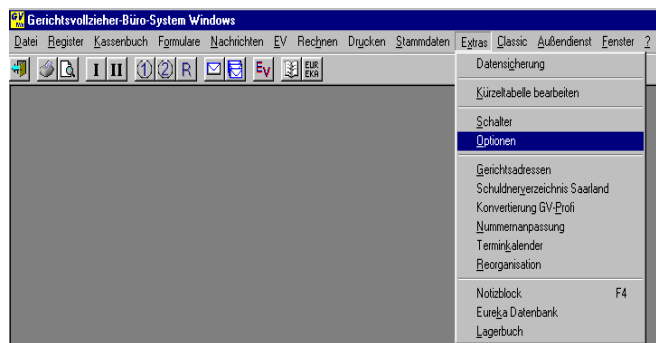 GV Win Gerichtsvollzieher-Büro-System Windows
Datei Register Kassenbuch Formulare Nachrichten EV Rechnen Drucken Stammdaten Extras Classic Außendienst Fenster ?
I II 1 2 R EV EUR EKA
Datensicherung
Kürzeltabelle bearbeiten
Schalter
Optionen
Gerichtsadressen
Schuldnerverzeichnis Saarland
Konvertierung GV-Profi
Nummernanpassung
Terminkalender
Reorganisation
Notizblock F4
Eureka Datenbank
Lagerbuch